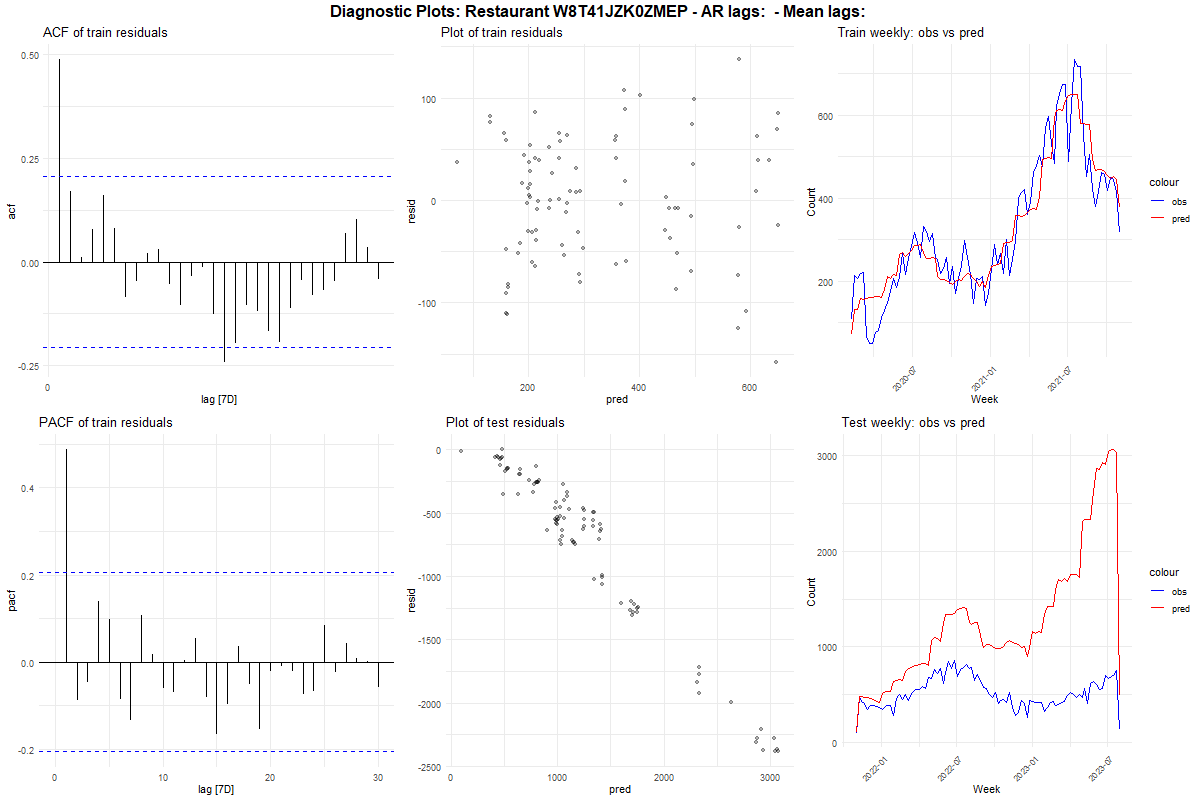 Diagnostic Plots: Restaurant W8T41JZK0ZMEP - AR lags:  - Mean lags:
ACF of train residuals
0.50
0.25
0.00
-0.25
acf
0
lag [7D]
Plot of train residuals
100
0
-100
resid
200
400
600
pred
Train weekly: obs vs pred
600
400
200
Count
2020-07
2021-01
2021-07
Week
colour
obs
pred
PACF of train residuals
0.4
0.2
0.0
-0.2
pacf
0
10
20
30
lag [7D]
Plot of test residuals
0
-500
-1000
-1500
-2000
-2500
resid
0
1000
2000
3000
pred
Test weekly: obs vs pred
3000
2000
1000
0
Count
2022-01
2022-07
2023-01
2023-07
Week
colour
obs
pred